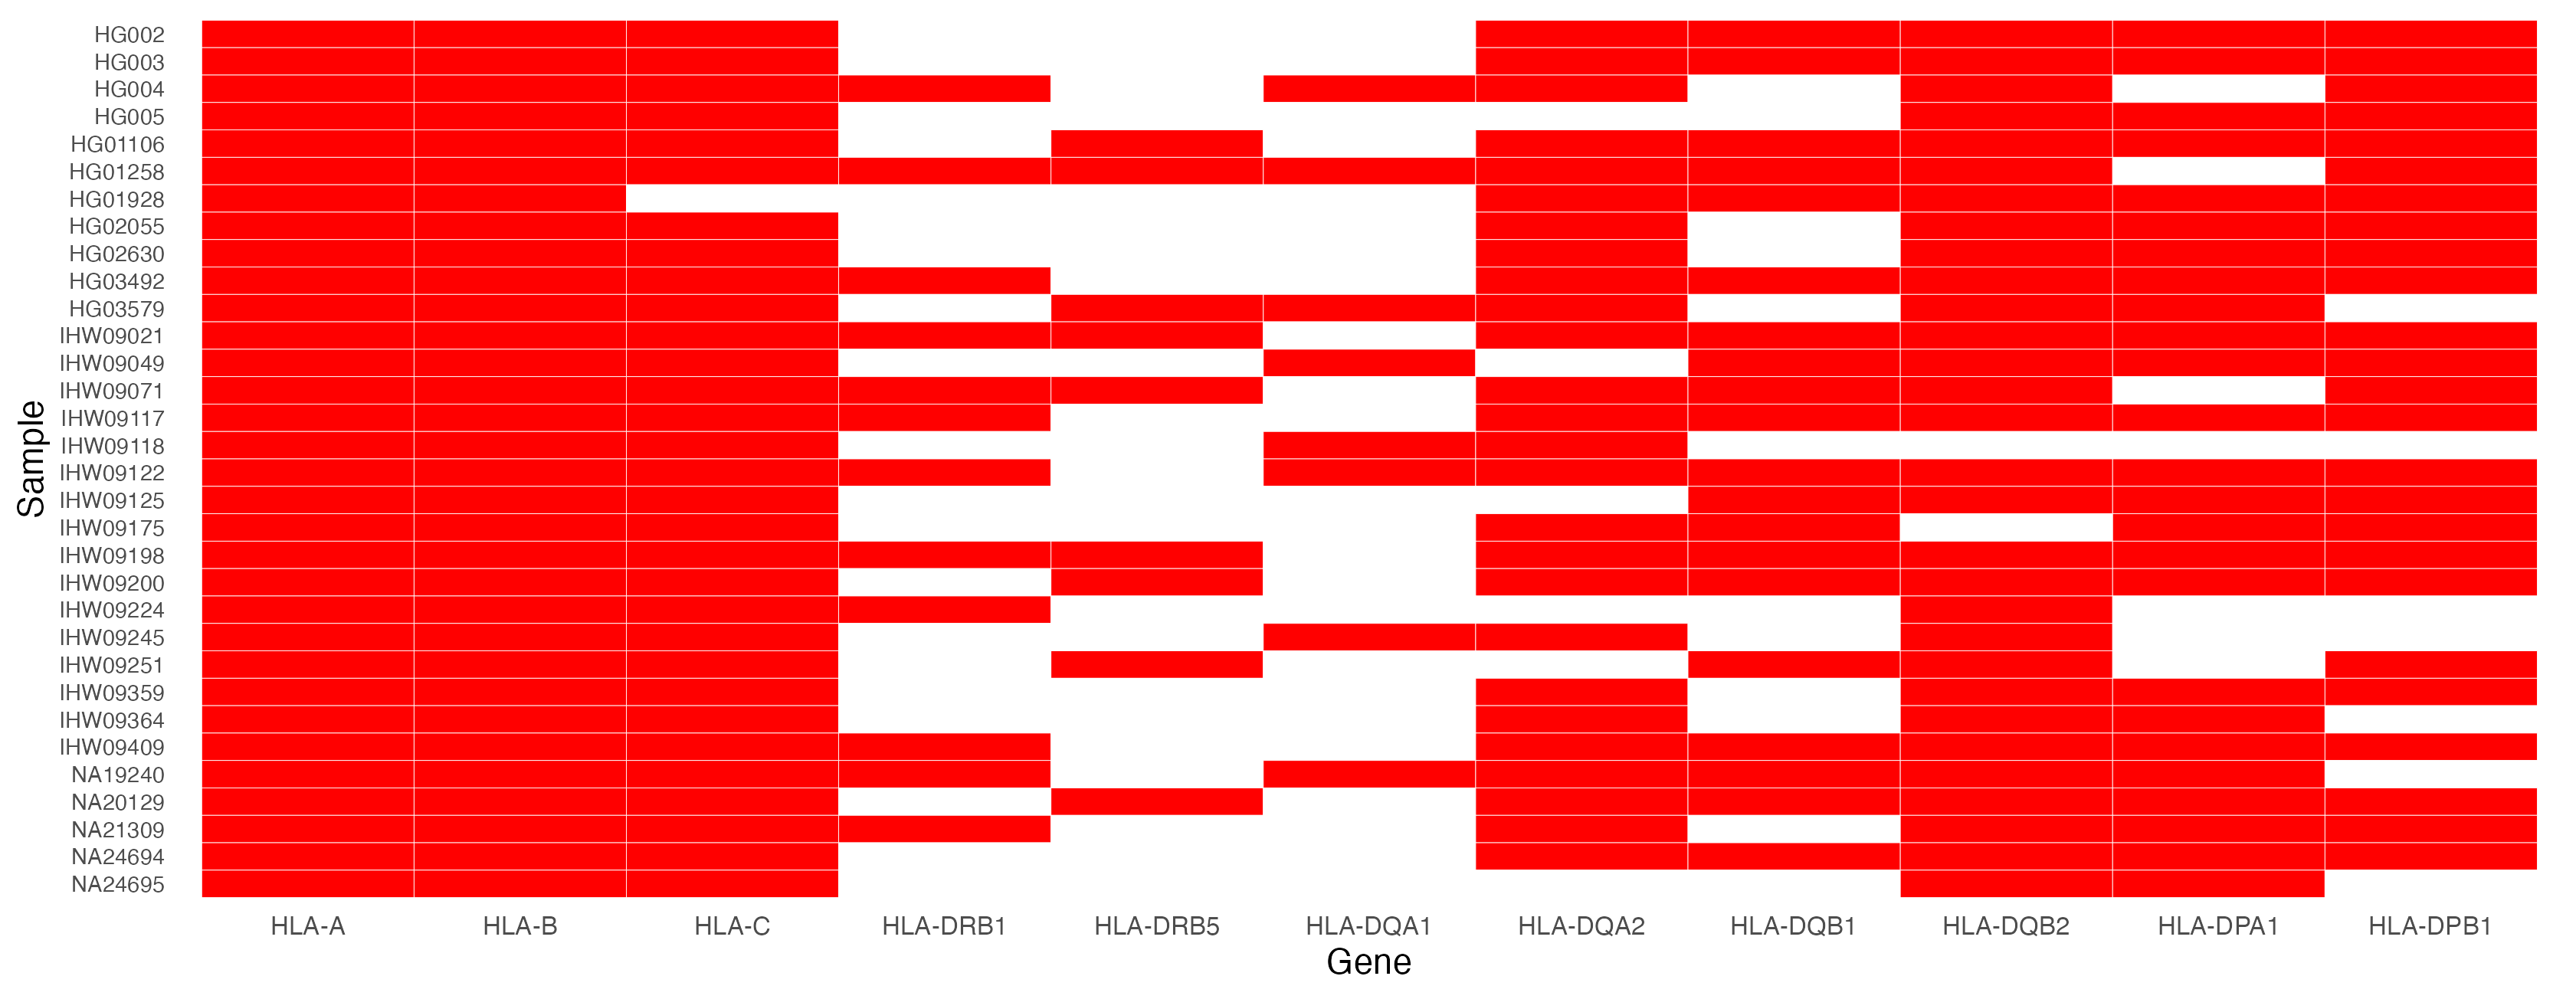 HG002
HG003
HG004
HG005
HG01106
HG01258
HG01928
HG02055
HG02630
HG03492
HG03579
IHW09021
IHW09049
IHW09071
IHW09117
IHW09118
IHW09122
IHW09125
IHW09175
IHW09198
IHW09200
IHW09224
IHW09245
IHW09251
IHW09359
IHW09364
IHW09409
NA19240
NA20129
NA21309
NA24694
NA24695
Sample
HLA-A HLA-B HLA-C HLA-DRB1 HLA-DRB5 HLA-DQA1 HLA-DQA2 HLA-DQB1 HLA-DQB2 HLA-DPA1 HLA-DPB1
Gene